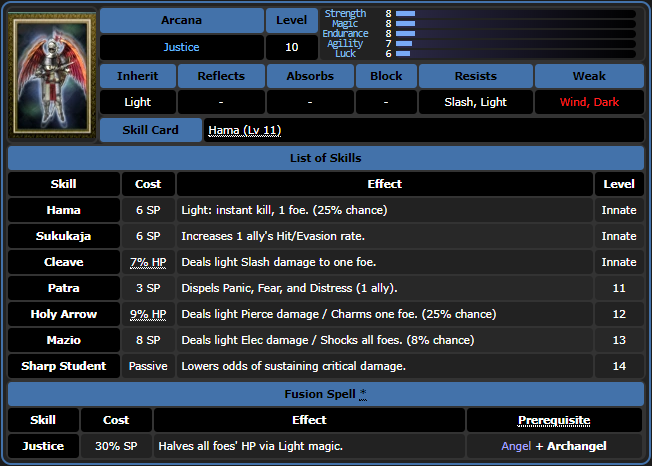 Arcana Level Strength 8
Magic 8
Justice 10 Endurance 8
Agility 7
Luck 6
Inherit Reflects Absorbs Block Resists Weak
Light - - - Slash, Light Wind, Dark
Skill Card Hama (Lv 11)
List of Skills
Skill Cost Effect Level
Hama 6 SP Light: instant kill, 1 foe. (25% chance) Innate
Sukukaja 6 SP Increases 1 ally's Hit/Evasion rate. Innate
Cleave 7% HP Deals light Slash damage to one foe. Innate
Patra 3 SP Dispels Panic, Fear, and Distress (1 ally). 11
Holy Arrow 9% HP Deals light Pierce damage / Charms one foe. (25% chance) 12
Mazio 8 SP Deals light Elec damage / Shocks all foes. (8% chance) 13
Sharp Student Passive Lowers odds of sustaining critical damage. 14
Fusion Spell *
Skill Cost Effect Prerequisite
Justice 30% SP Halves all foes' HP via Light magic. Angel + Archangel